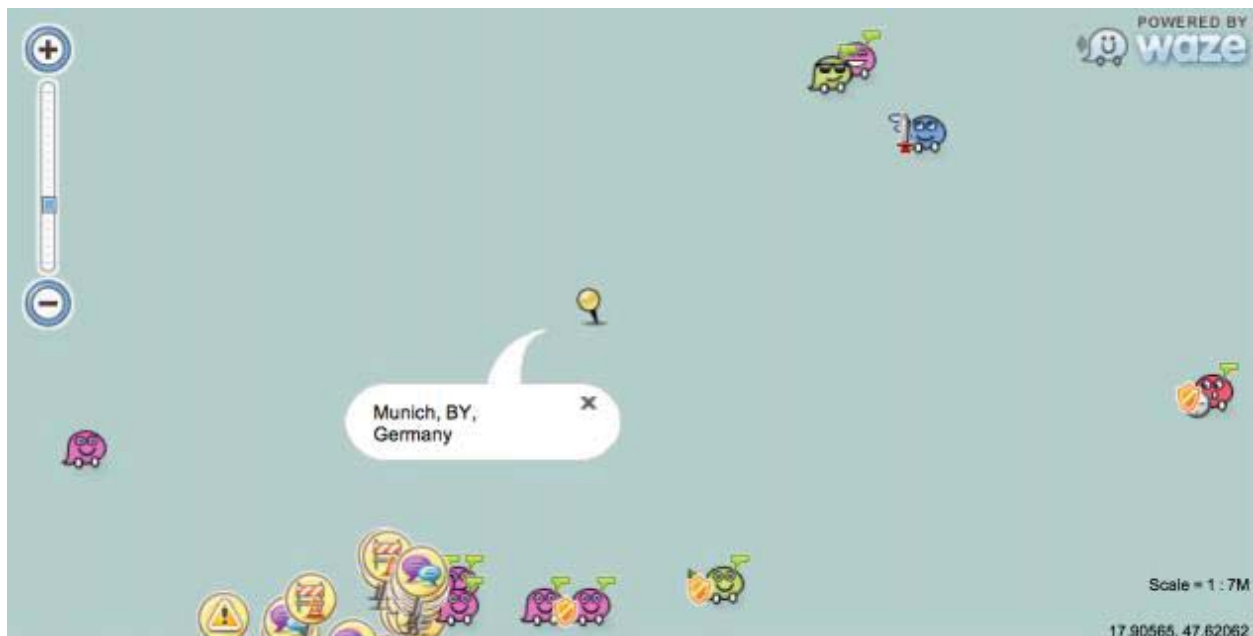 POWERED BY
waze
Munich, BY,
Germany
Scale = 1 : 7M
17.90565, 47.62062